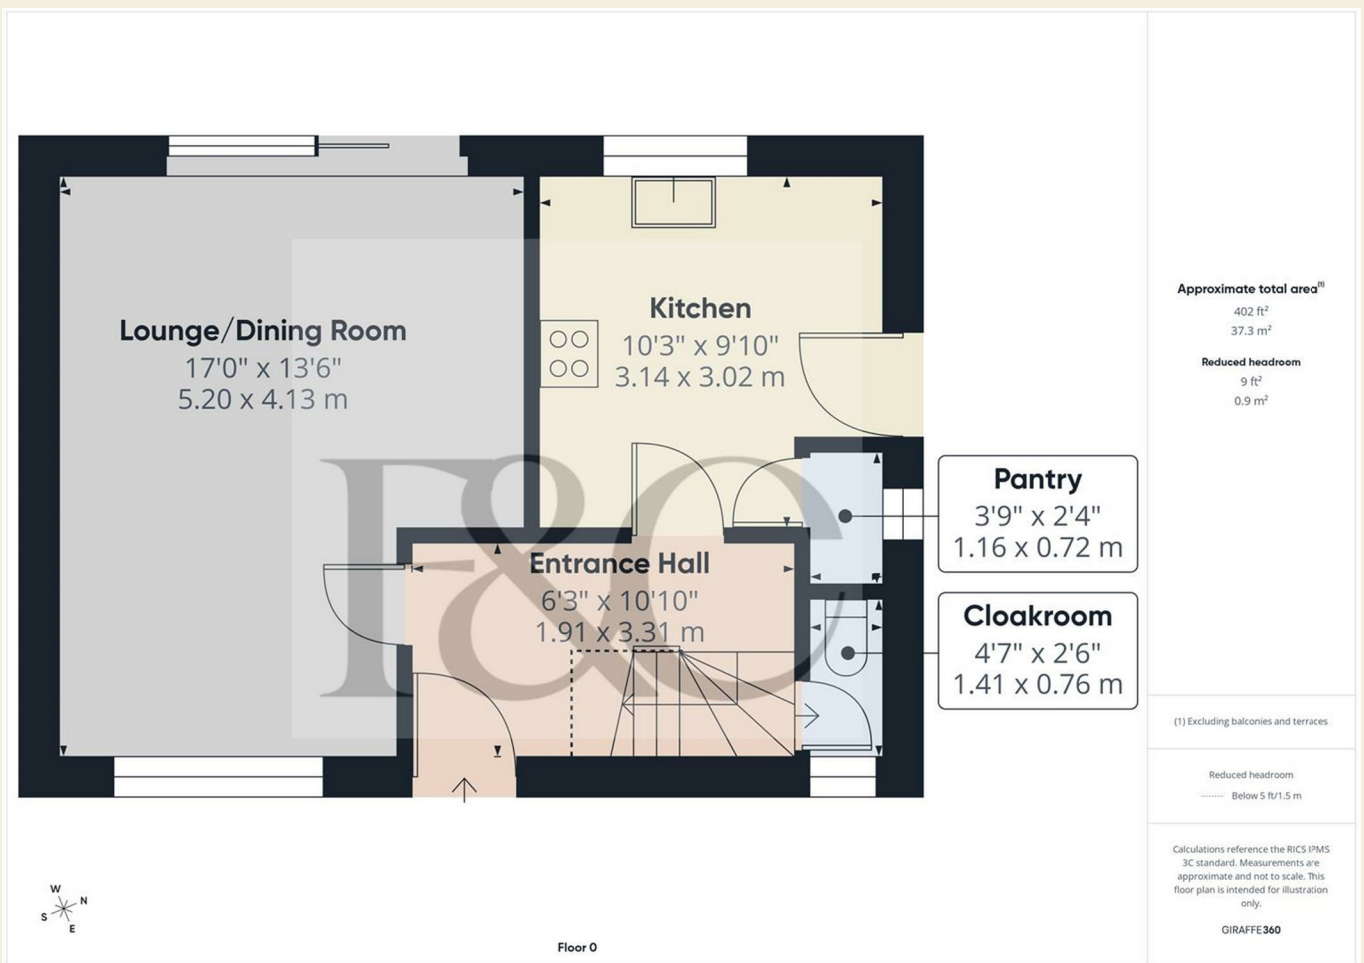 Lounge/Dining Room
17'0" x 13'6"
5.20 x 4.13 m
Kitchen
10'3" x 9'10"
3.14 x 3.02 m
Entrance Hall
6'3" x 10'10"
1.91 x 3.31 m
Pantry
3'9" x 2'4"
1.16 x 0.72 m
Cloakroom
4'7" x 2'6"
1.41 x 0.76 m
F&C
W
N
S
E
Floor 0
Approximate total area(1)
402 ft²
37.3 m²
Reduced headroom
9 ft²
0.9 m²
(1) Excluding balconies and terraces
Reduced headroom
Below 5 ft/1.5 m
Calculations reference the RICS IPMS
3C standard. Measurements are
approximate and not to scale. This
floor plan is intended for illustration
only.
GIRAFFE360